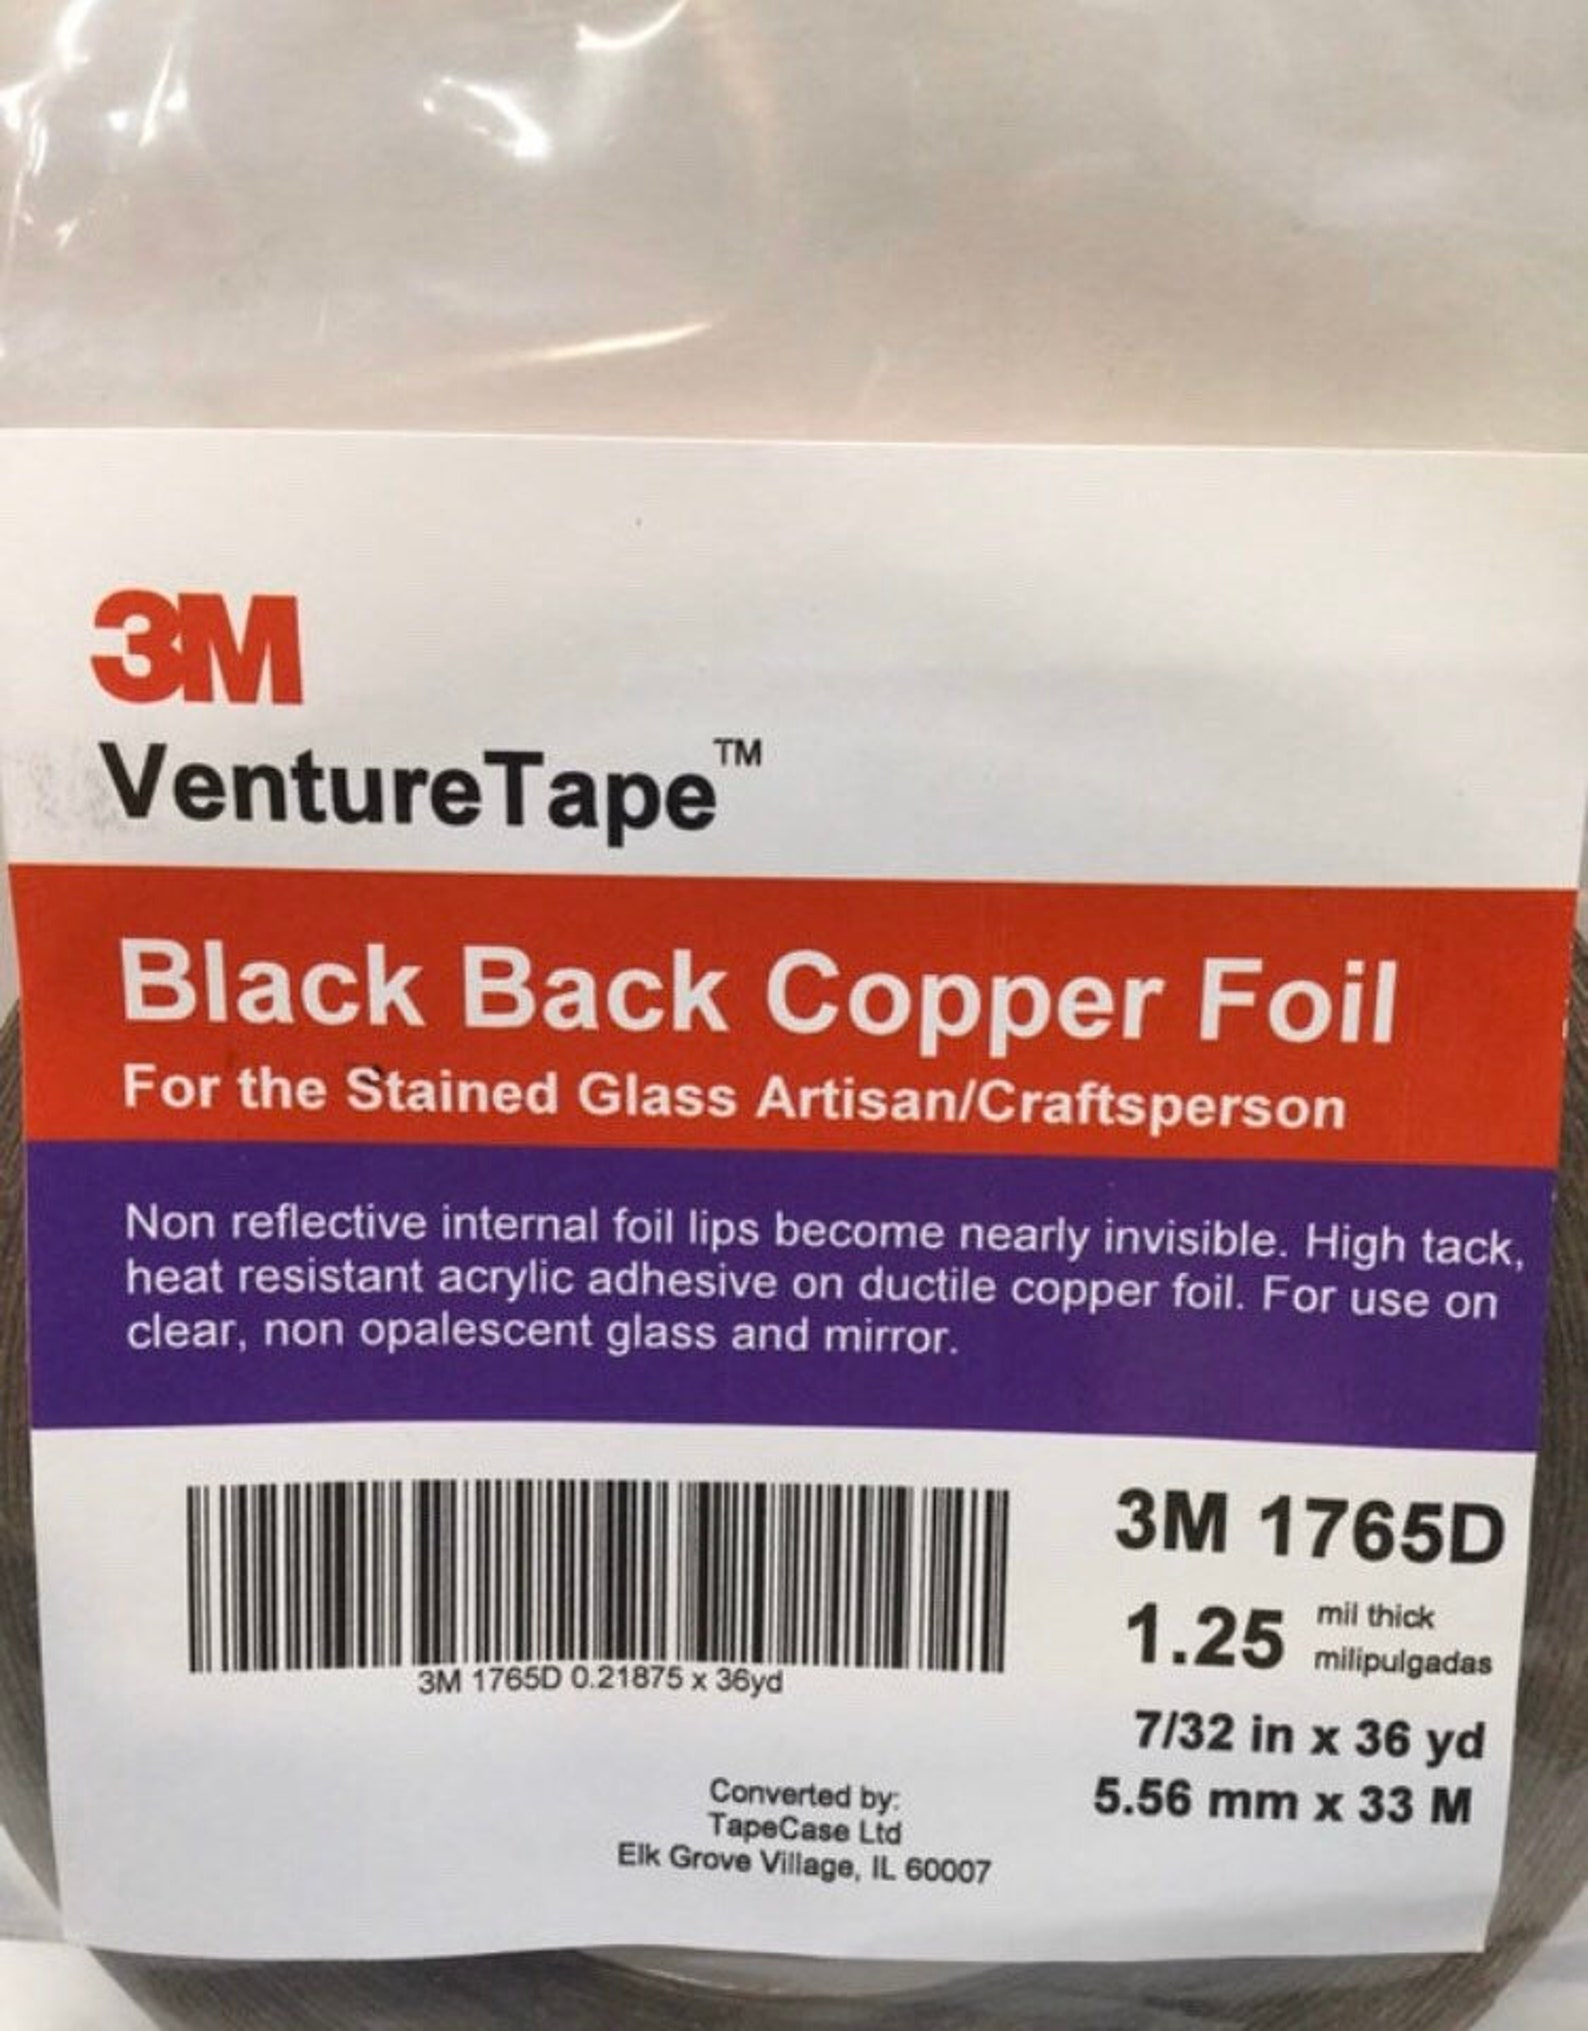 3M
VentureTape™
Black Back Copper Foil
For the Stained Glass Artisan/Craftsperson
Non reflective internal foil lips become nearly invisible. High tack,
heat resistant acrylic adhesive on ductile copper foil. For use on
clear, non opalescent glass and mirror.
3M 1765D 0.21875 x 36yd
3M 1765D
1.25 mil thick
milipulgadas
7/32 in x 36 yd
5.56 mm x 33 M
Converted by:
TapeCase Ltd
Elk Grove Village, IL 60007